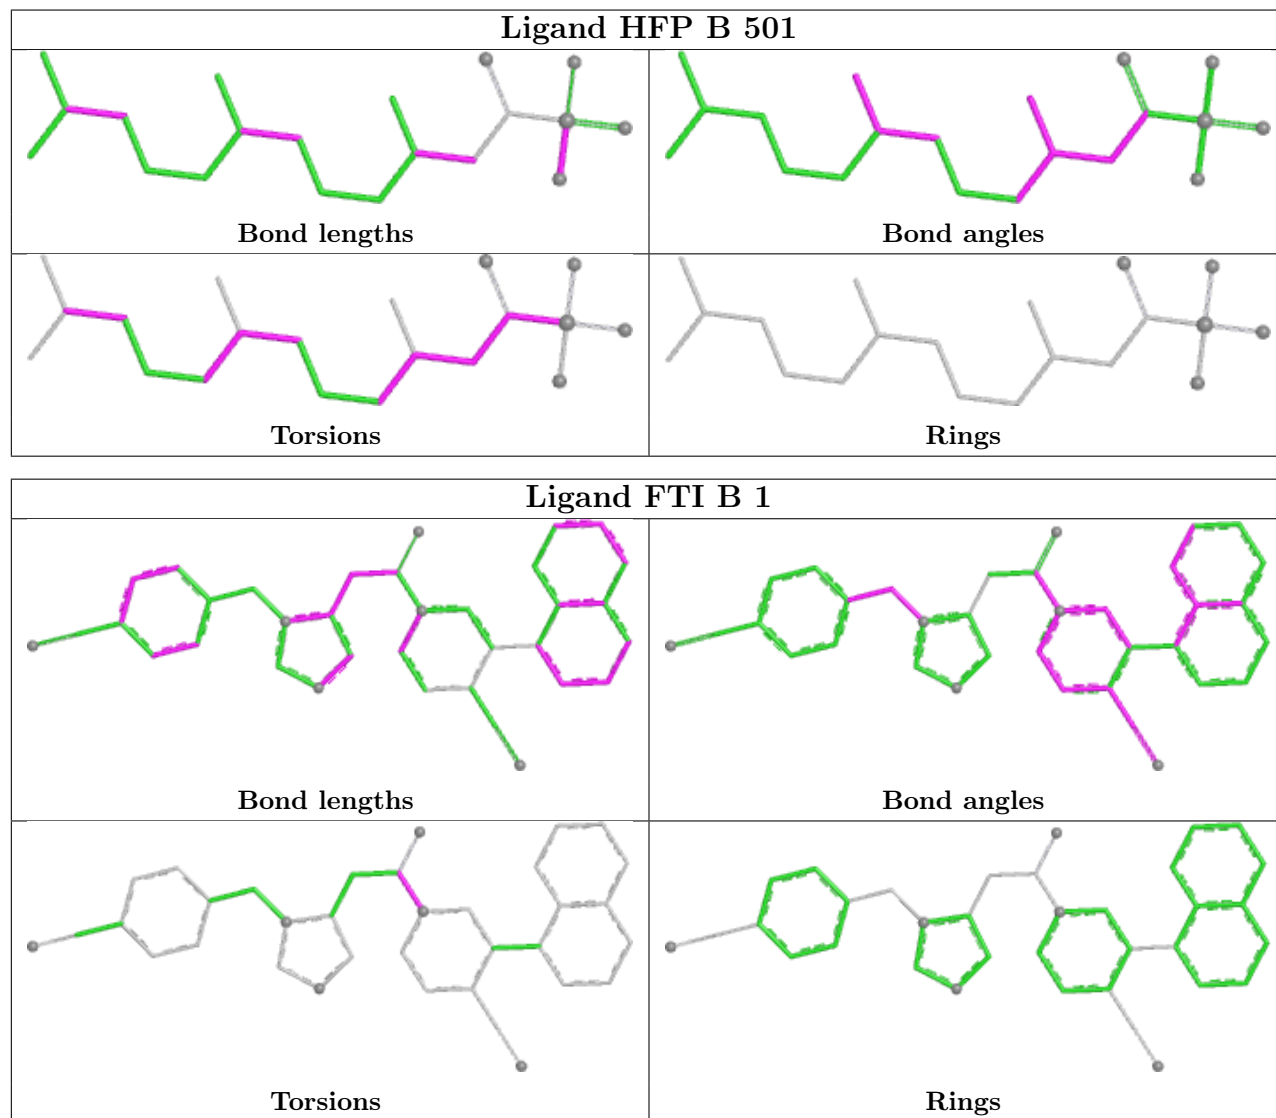 Ligand HFP B 501
Bond lengths
Bond angles
Torsions
Rings
Ligand FTI B 1
Bond lengths
Bond angles
Torsions
Rings